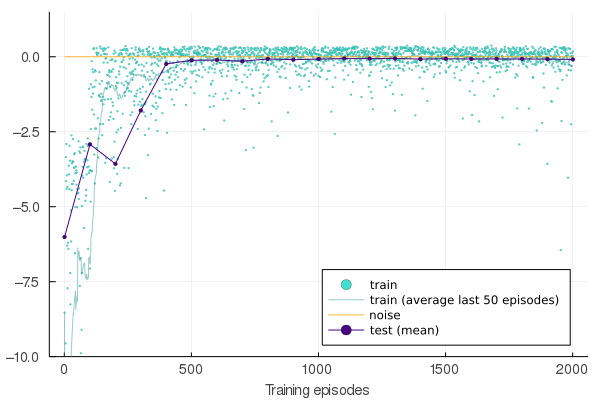 0.0
−2.5
−5.0
−7.5
−10.0
train
train (average last 50 episodes)
noise
test (mean)
0 500 1000 1500 2000
Training episodes